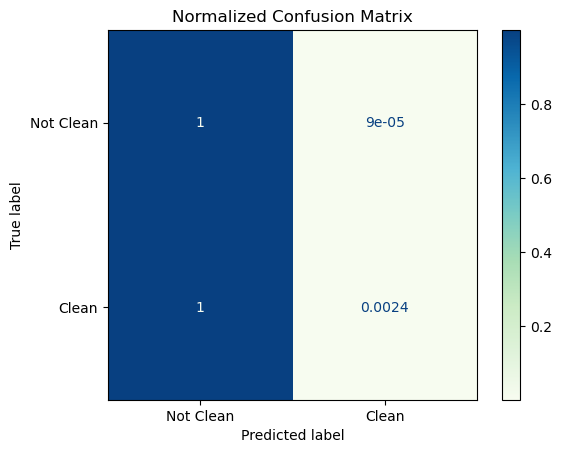 Normalized Confusion Matrix
True label
Not Clean
1
9e-05
Clean
1
0.0024
Not Clean
Clean
Predicted label
0.8
0.6
0.4
0.2